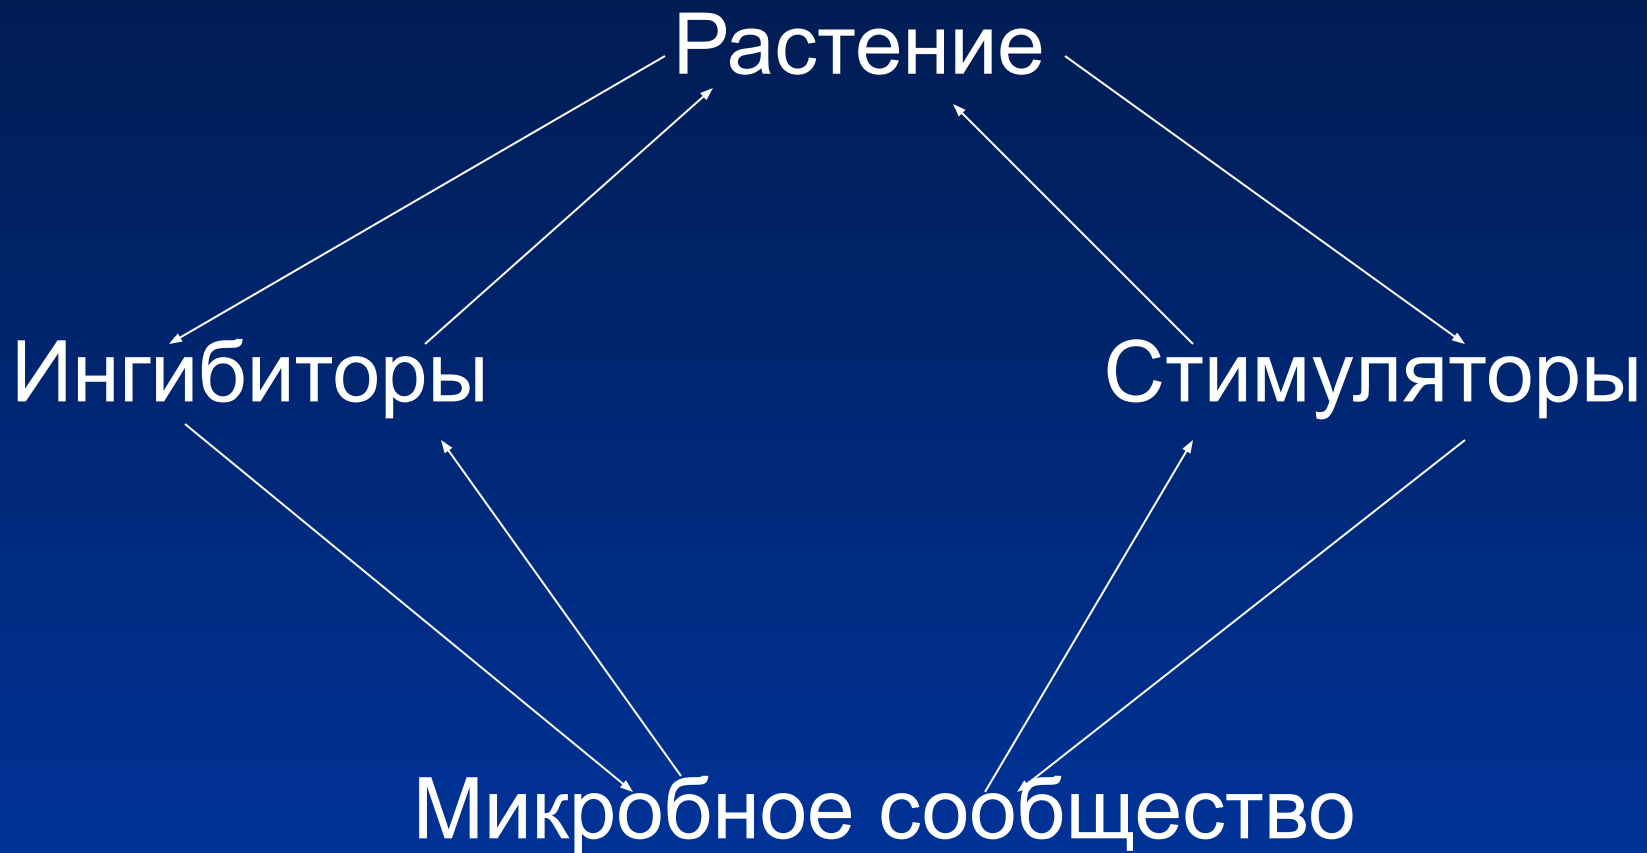 Растение
Ингибиторы
Стимуляторы
Микробное сообщество